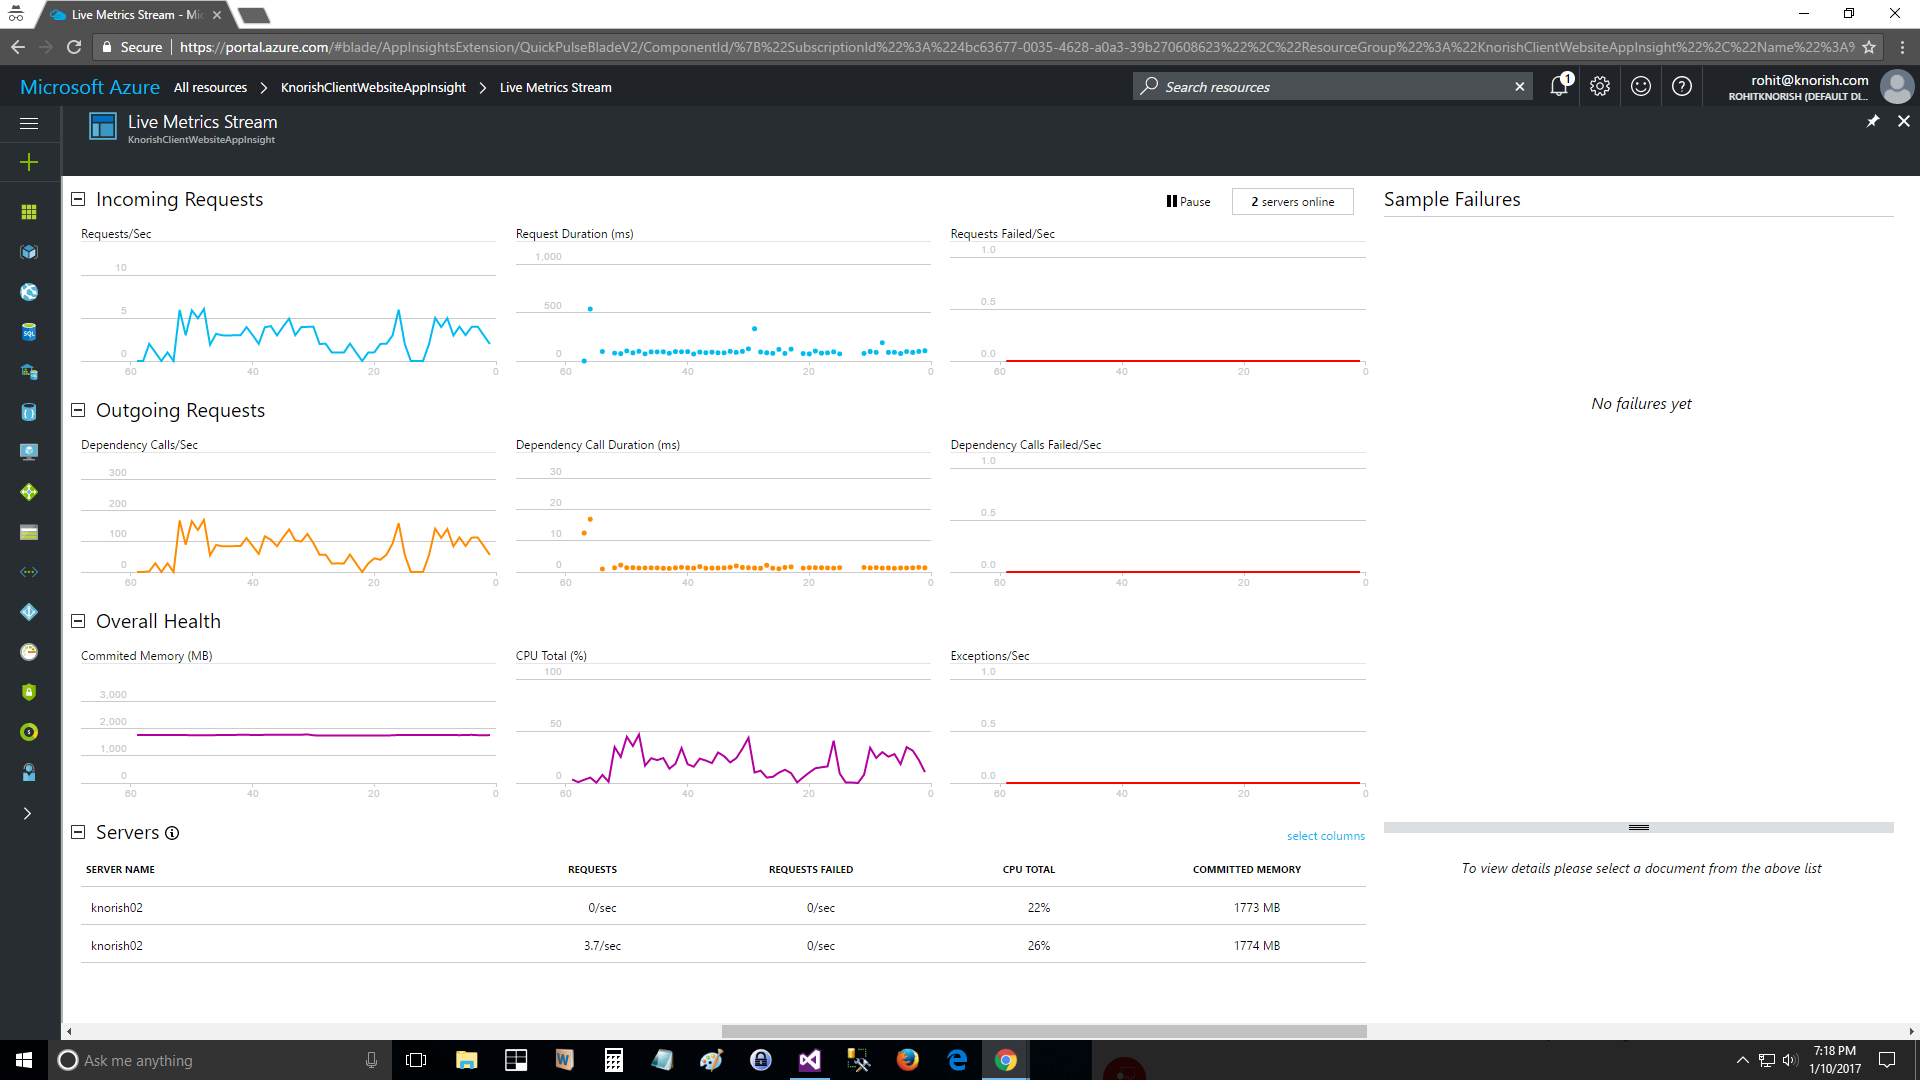 Live Metrics Stream - Mi
Secure
https://portal.azure.com/#blade/AppInsightsExtension/QuickPulseBladeV2/ComponentId/%7B%22SubscriptionId%22%3A%224bc63677-0035-4628-a0a3-39b270608623%22%2C%22ResourceGroup%22%3A%22KnorishClientWebsiteAppInsight%22%2C%22Name%22%3A%
Microsoft Azure All resources > KnorishClientWebsiteAppInsight > Live Metrics Stream
Search resources
1
rohit@knorish.com
ROHITKNORISH (DEFAULT DI...
Live Metrics Stream
KnorishClientWebsiteAppInsight
Incoming Requests
Pause
2 servers online
Sample Failures
Requests/Sec
10
5
0
60 40 20 0
Request Duration (ms)
1,000
500
0
60 40 20 0
Requests Failed/Sec
1.0
0.5
0.0
60 40 20 0
No failures yet
Outgoing Requests
Dependency Calls/Sec
300
200
100
0
60 40 20 0
Dependency Call Duration (ms)
30
20
10
0
60 40 20 0
Dependency Calls Failed/Sec
1.0
0.5
0.0
60 40 20 0
Overall Health
Commited Memory (MB)
3,000
2,000
1,000
0
60 40 20 0
CPU Total (%)
100
50
0
60 40 20 0
Exceptions/Sec
1.0
0.5
0.0
60 40 20 0
Servers
select columns
SERVER NAME REQUESTS REQUESTS FAILED CPU TOTAL COMMITTED MEMORY
knorish02 0/sec 0/sec 22% 1773 MB
knorish02 3.7/sec 0/sec 26% 1774 MB
To view details please select a document from the above list
Ask me anything
7:18 PM
1/10/2017